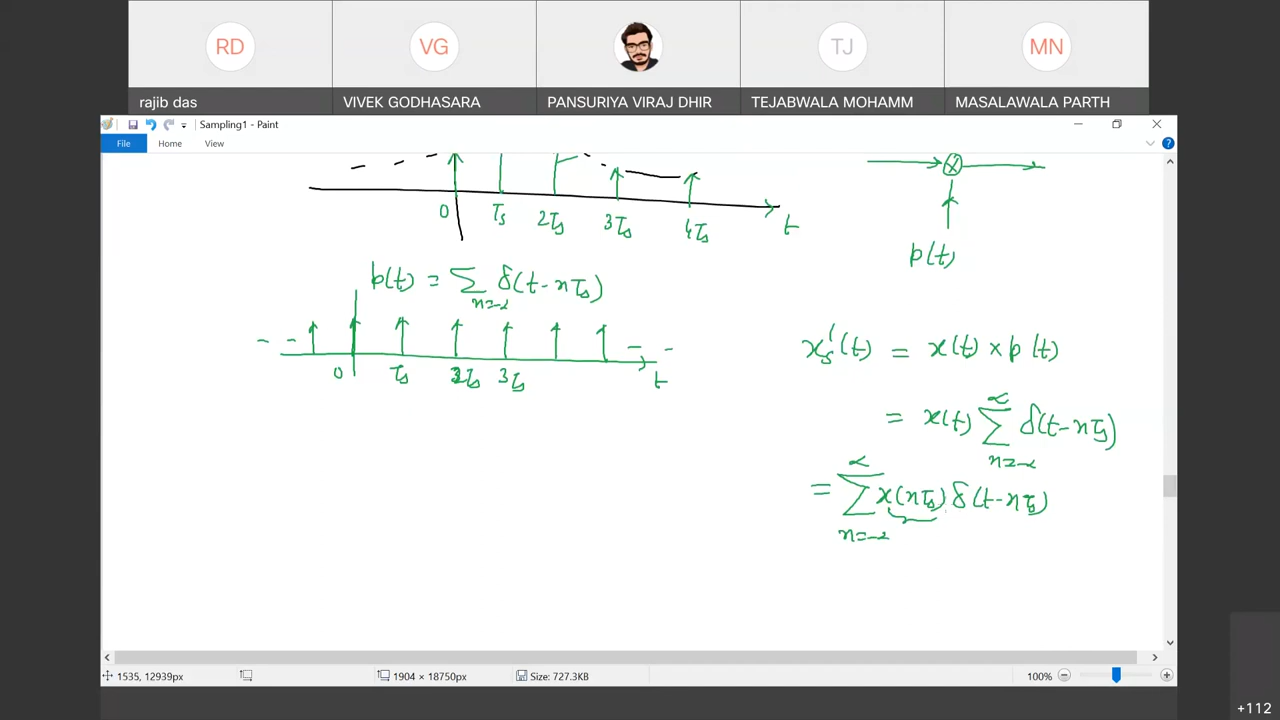 RD VG TJ MN
rajib das VIVEK GODHASARA PANSURIYA VIRAJ DHIR TEJABWALA MOHAMM MASALAWALA PARTH
Sampling1 - Paint
File Home View
0 Ts 2Ts 3Ts 4Ts t
p(t)
p(t) = ∑ δ(t-nTs)
n=-∞
0 Ts 2Ts 3Ts t
xs'(t) = x(t) × p(t)
∞
= x(t) ∑ δ(t-nTs)
n=-∞
∞
= ∑ x(nTs) δ(t-nTs)
n=-∞
1535, 12939px 1904 × 18750px Size: 727.3KB 100%
+112